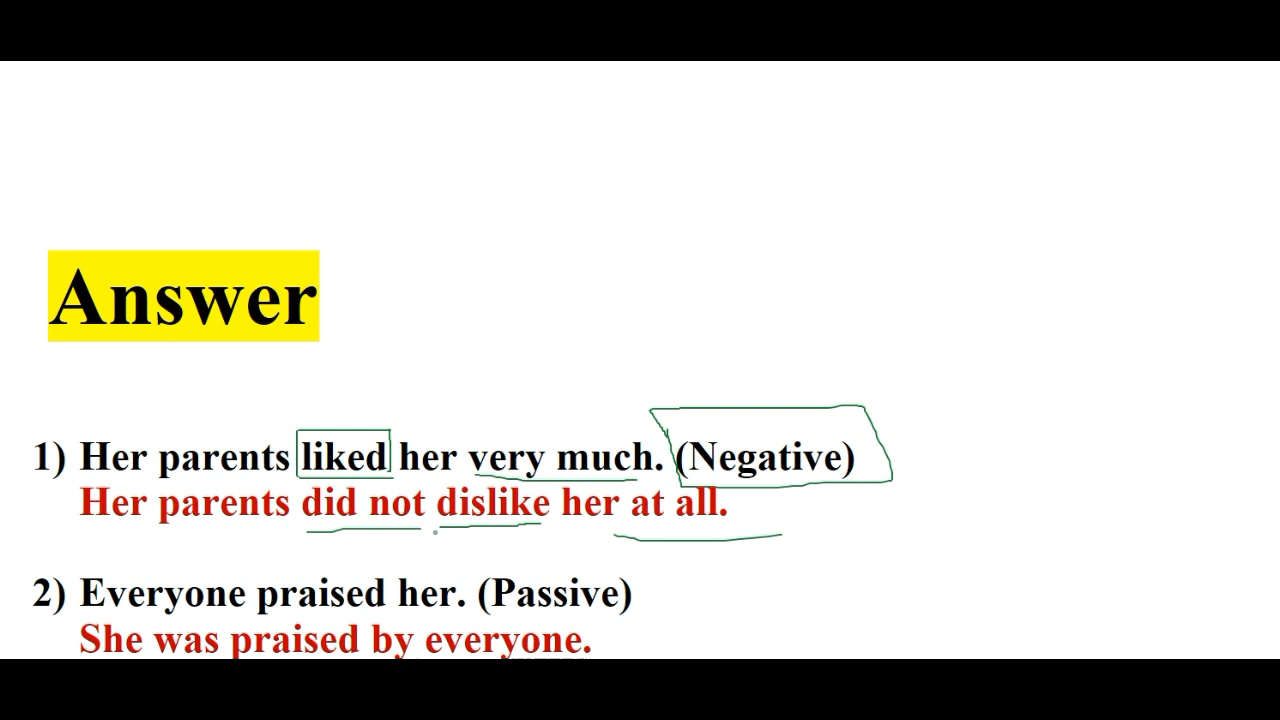 Answer
1) Her parents liked her very much. (Negative)
Her parents did not dislike her at all.
2) Everyone praised her. (Passive)
She was praised by everyone.